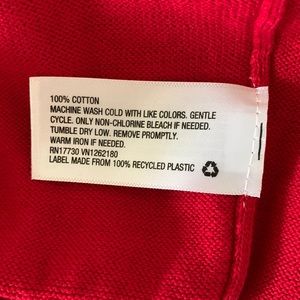 100% COTTON
MACHINE WASH COLD WITH LIKE COLORS. GENTLE
CYCLE. ONLY NON-CHLORINE BLEACH IF NEEDED.
TUMBLE DRY LOW. REMOVE PROMPTLY.
WARM IRON IF NEEDED.
RN17730 VN1262180
LABEL MADE FROM 100% RECYCLED PLASTIC